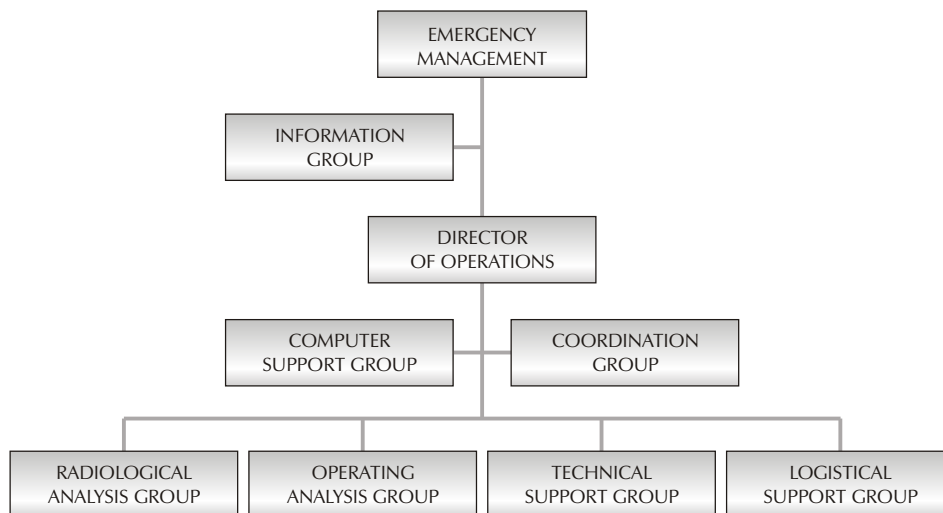 EMERGENCY
MANAGEMENT
INFORMATION
GROUP
DIRECTOR
OF OPERATIONS
COMPUTER
SUPPORT GROUP
COORDINATION
GROUP
RADIOLOGICAL
ANALYSIS GROUP
OPERATING
ANALYSIS GROUP
TECHNICAL
SUPPORT GROUP
LOGISTICAL
SUPPORT GROUP